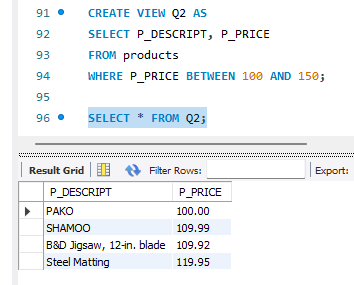 91 CREATE VIEW Q2 AS
92 SELECT P_DESCRIPT, P_PRICE
93 FROM products
94 WHERE P_PRICE BETWEEN 100 AND 150;
95
96 SELECT * FROM Q2;
Result Grid Filter Rows: Export:
P_DESCRIPT P_PRICE
PAKO 100.00
SHAMOO 109.99
B&D Jigsaw, 12-in. blade 109.92
Steel Matting 119.95